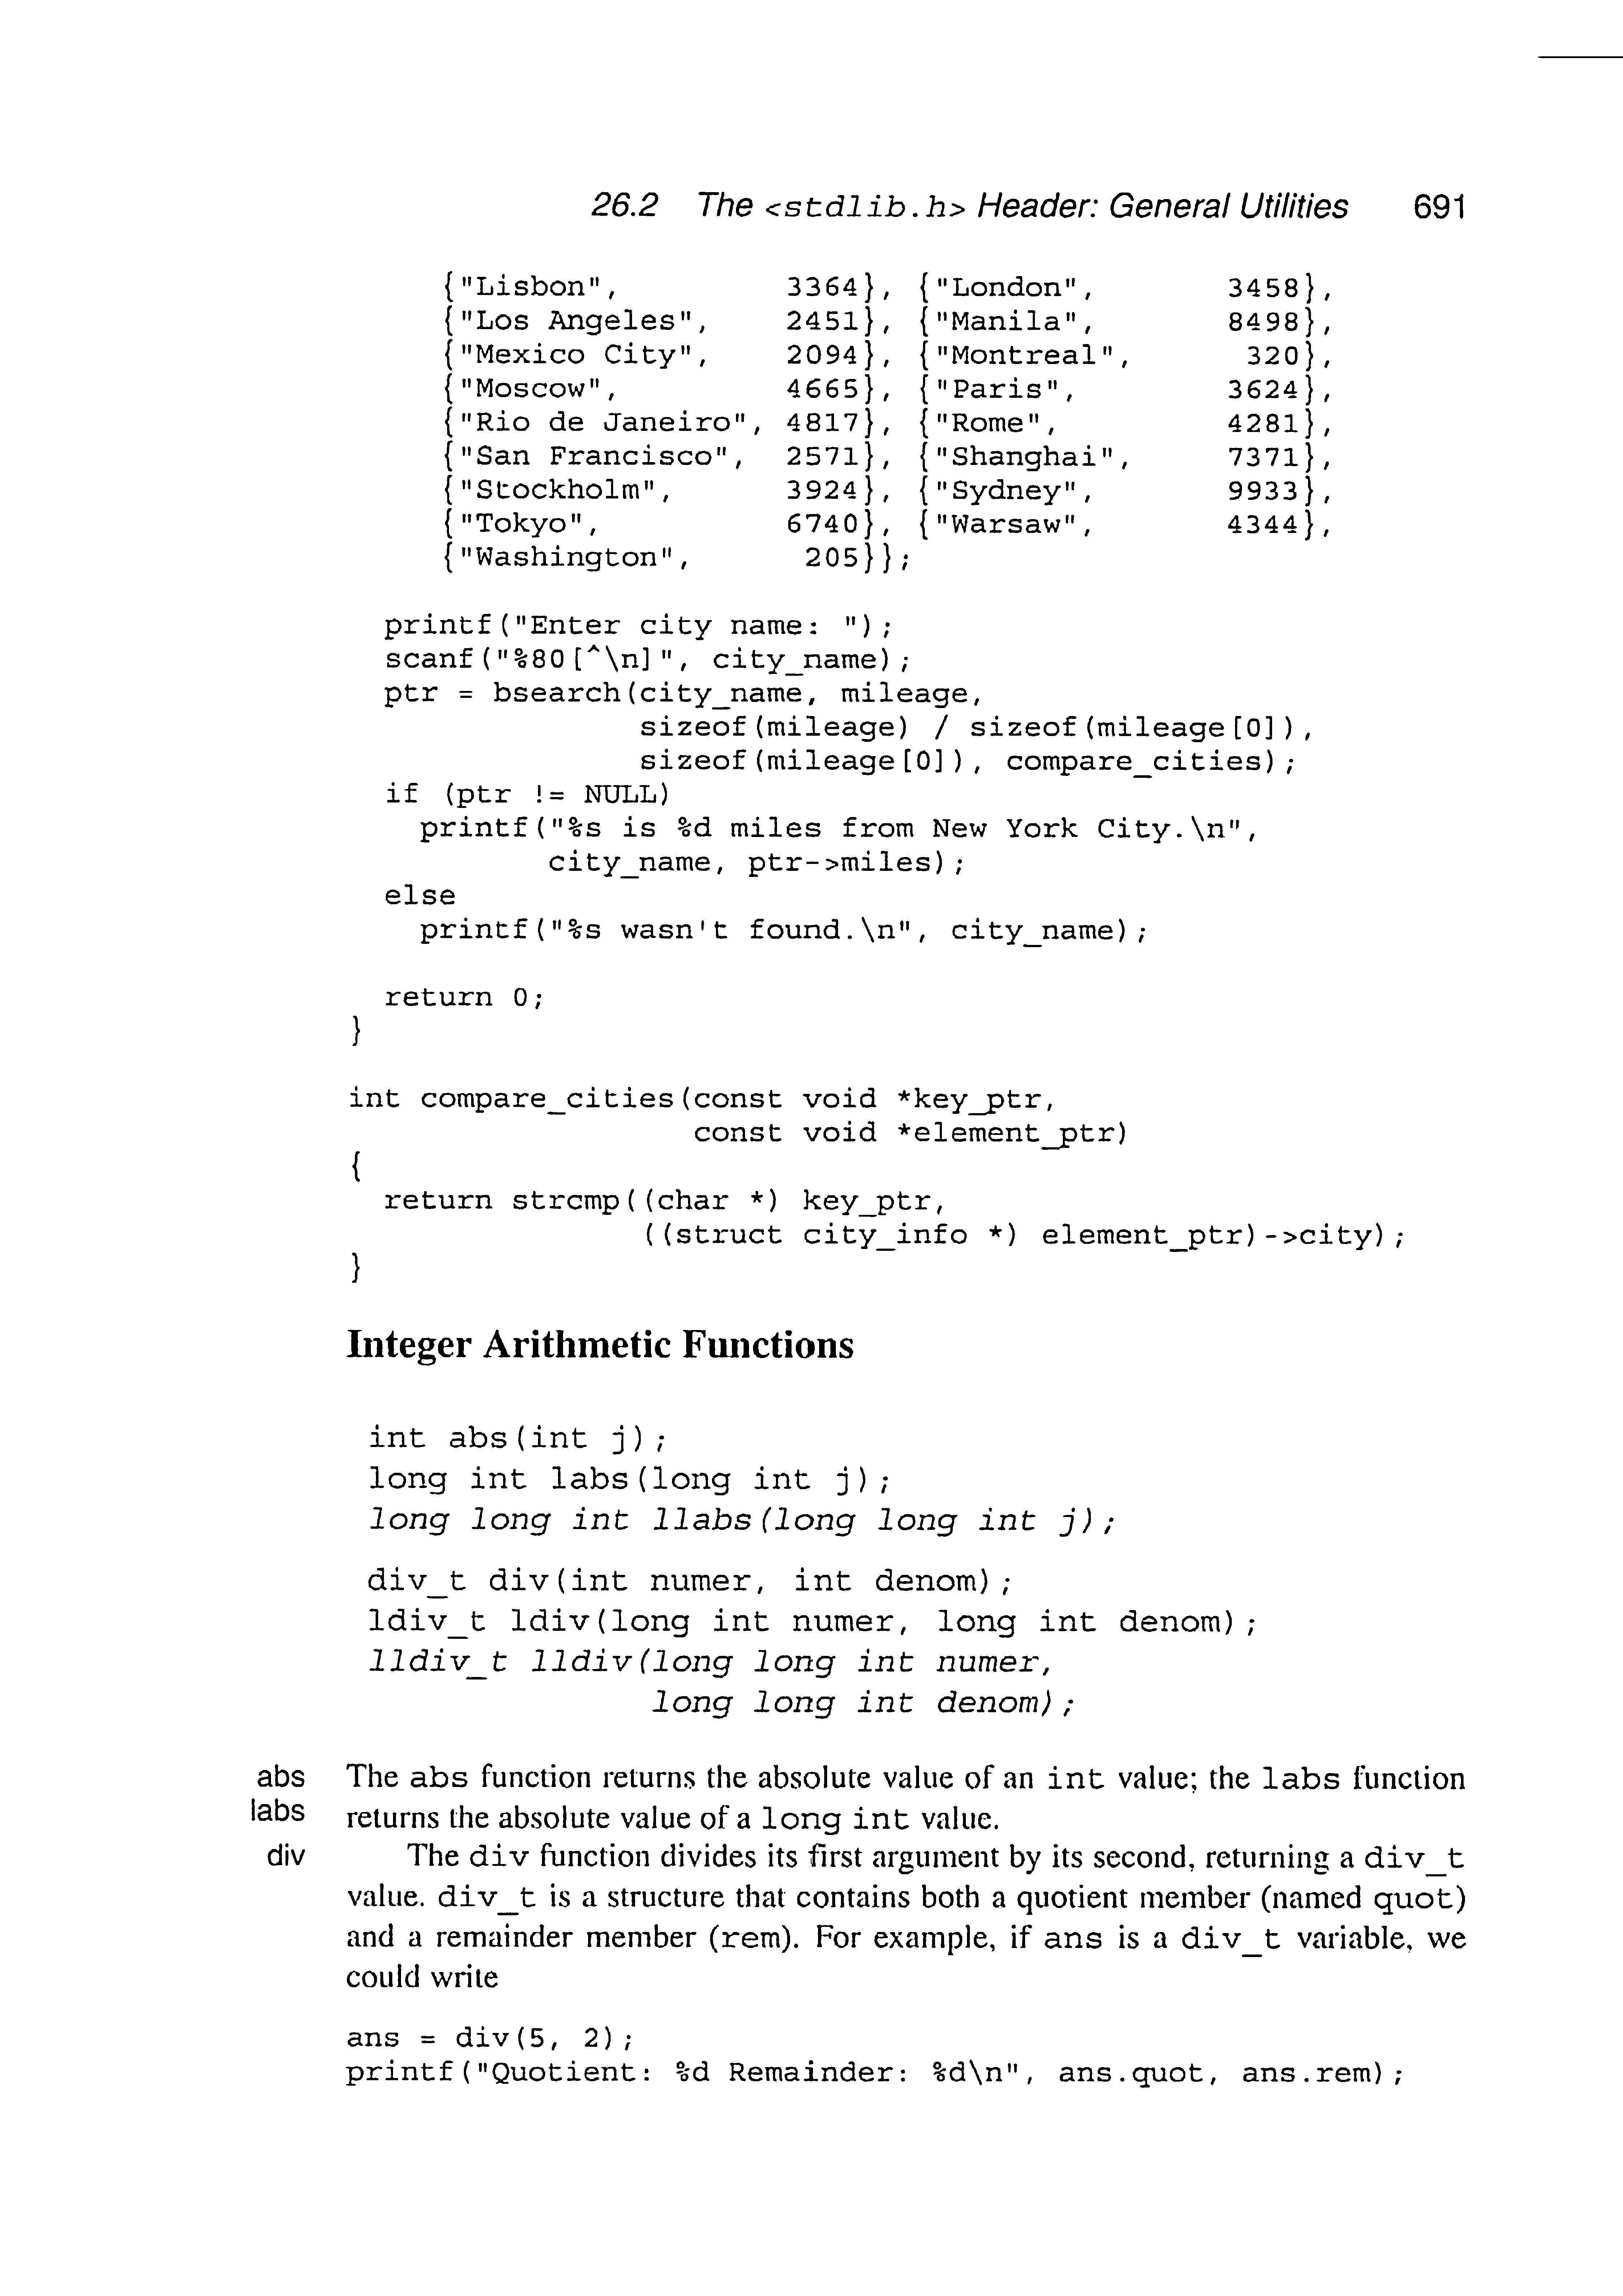 26.2 The <stdlib.h> Header: General Utilities 691
{"Lisbon", 3364}, {"London", 3458},
{"Los Angeles", 2451}, {"Manila", 8498},
{"Mexico City", 2094}, {"Montreal", 320},
{"Moscow", 4665}, {"Paris", 3624},
{"Rio de Janeiro", 4817}, {"Rome", 4281},
{"San Francisco", 2571}, {"Shanghai", 7371},
{"Stockholm", 3924}, {"Sydney", 9933},
{"Tokyo", 6740}, {"Warsaw", 4344},
{"Washington", 205}};
printf("Enter city name: ");
scanf("%80[^\n]", city_name);
ptr = bsearch(city_name, mileage,
sizeof(mileage) / sizeof(mileage[0]),
sizeof(mileage[0]), compare_cities);
if (ptr != NULL)
printf("%s is %d miles from New York City.\n",
city_name, ptr->miles);
else
printf("%s wasn't found.\n", city_name);
return 0;
}
int compare_cities(const void *key_ptr,
const void *element_ptr)
{
return strcmp((char *) key_ptr,
((struct city_info *) element_ptr)->city);
}
Integer Arithmetic Functions
int abs(int j);
long int labs(long int j);
long long int llabs(long long int j);
div_t div(int numer, int denom);
ldiv_t ldiv(long int numer, long int denom);
lldiv_t lldiv(long long int numer,
long long int denom);
abs The abs function returns the absolute value of an int value; the labs function
labs returns the absolute value of a long int value.
div The div function divides its first argument by its second, returning a div_t
value. div_t is a structure that contains both a quotient member (named quot)
and a remainder member (rem). For example, if ans is a div_t variable, we
could write
ans = div(5, 2);
printf("Quotient: %d Remainder: %d\n", ans.quot, ans.rem);